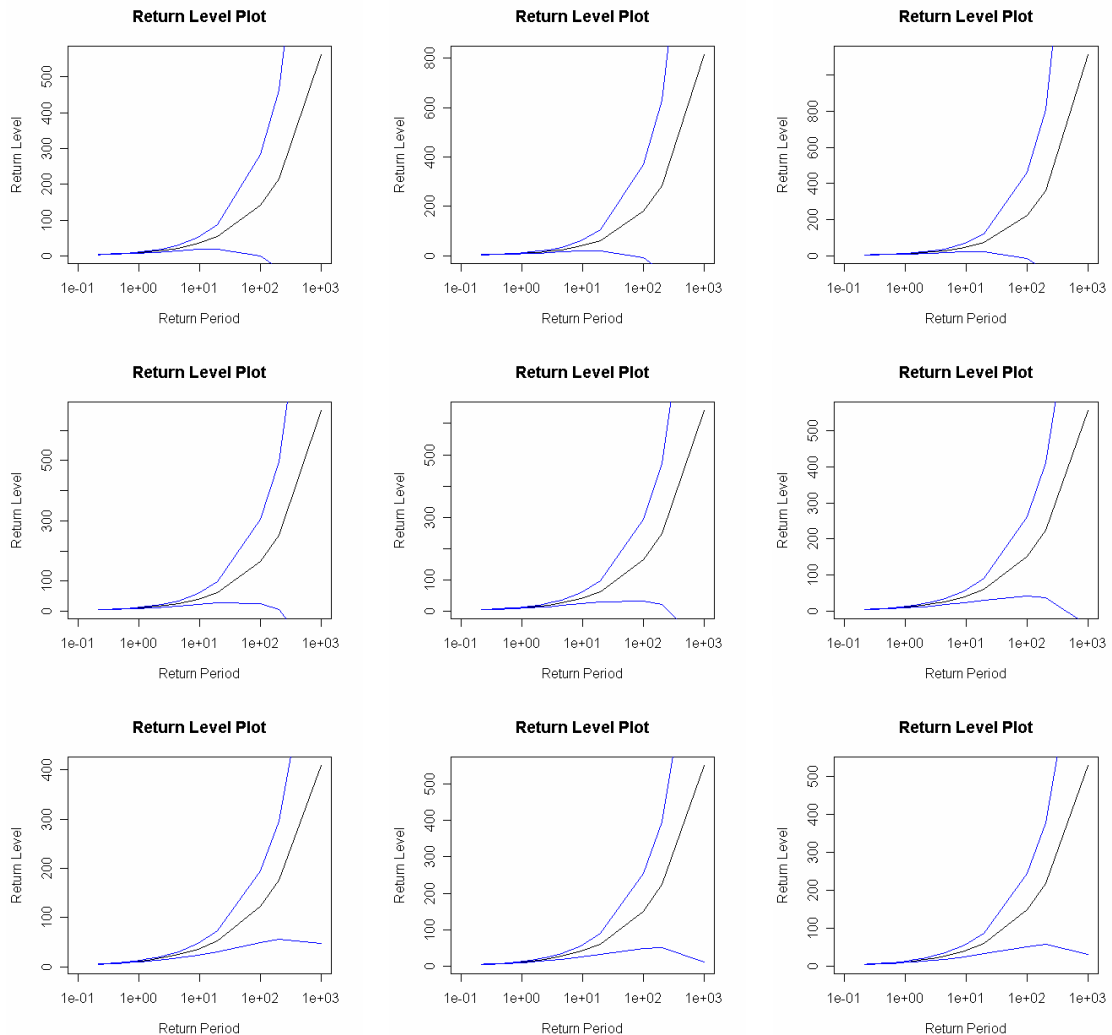 Return Level Plot
Return Level
0 100 200 300 400 500
1e-01 1e+00 1e+01 1e+02 1e+03
Return Period
Return Level Plot
Return Level
0 200 400 600 800
1e-01 1e+00 1e+01 1e+02 1e+03
Return Period
Return Level Plot
Return Level
0 200 400 600 800
1e-01 1e+00 1e+01 1e+02 1e+03
Return Period
Return Level Plot
Return Level
0 100 300 500
1e-01 1e+00 1e+01 1e+02 1e+03
Return Period
Return Level Plot
Return Level
0 100 300 500
1e-01 1e+00 1e+01 1e+02 1e+03
Return Period
Return Level Plot
Return Level
0 100 200 300 400 500
1e-01 1e+00 1e+01 1e+02 1e+03
Return Period
Return Level Plot
Return Level
0 100 200 300 400
1e-01 1e+00 1e+01 1e+02 1e+03
Return Period
Return Level Plot
Return Level
0 100 200 300 400 500
1e-01 1e+00 1e+01 1e+02 1e+03
Return Period
Return Level Plot
Return Level
0 100 200 300 400 500
1e-01 1e+00 1e+01 1e+02 1e+03
Return Period